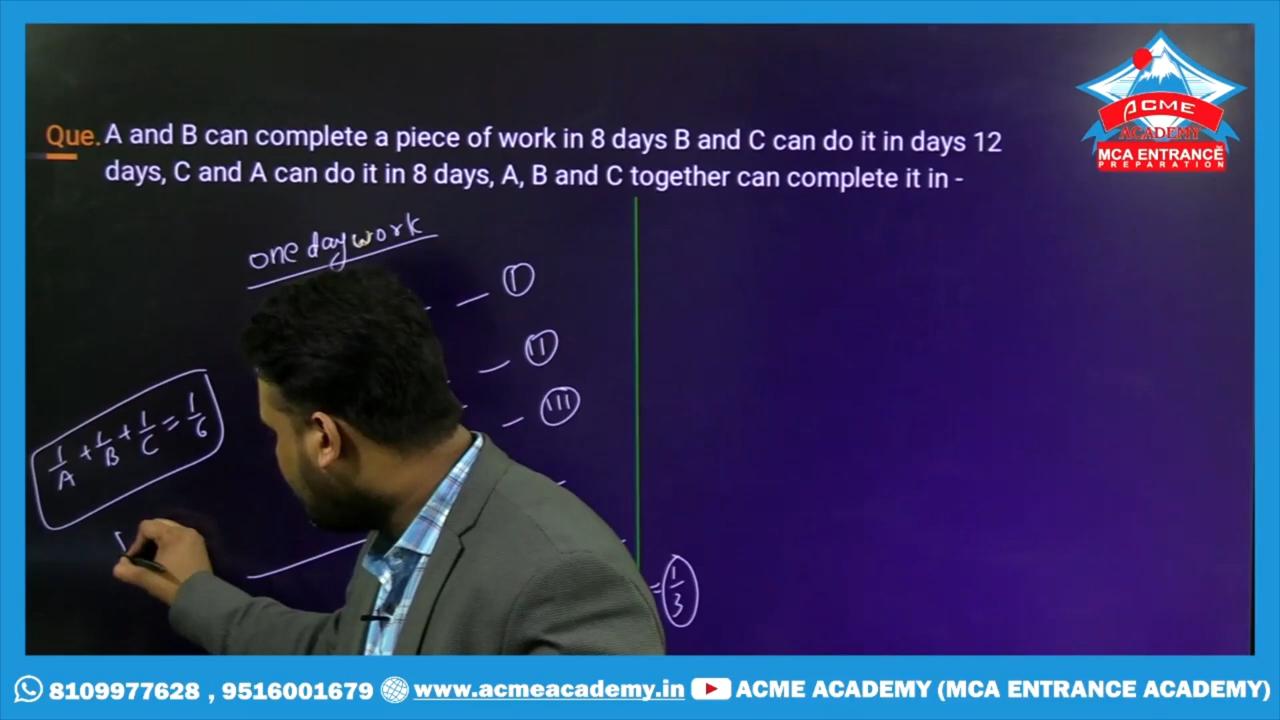 ACME
ACADEMY
MCA ENTRANCE
PREPARATION
Que. A and B can complete a piece of work in 8 days B and C can do it in days 12
days, C and A can do it in 8 days, A, B and C together can complete it in -
one day work
I
II
III
1/A + 1/B + 1/C = 1/6
= 1/3
8109977628 , 9516001679 www.acmeacademy.in ACME ACADEMY (MCA ENTRANCE ACADEMY)